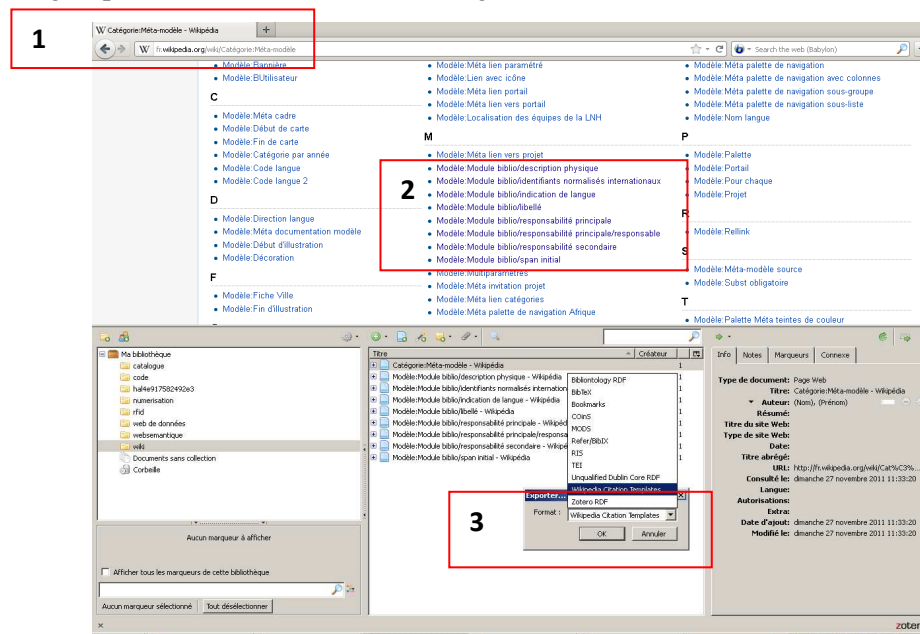 1
Catégorie:Méta-modèle - Wikipédia
fr.wikipedia.org/wiki/Catégorie:Méta-modèle
Search the web (Babylon)
Modèle:Bannière
Modèle:BUtilisateur
C
Modèle:Méta cadre
Modèle:Début de carte
Modèle:Fin de carte
Modèle:Catégorie par année
Modèle:Code langue
Modèle:Code langue 2
D
Modèle:Direction langue
Modèle:Méta documentation modèle
Modèle:Début d'illustration
Modèle:Décoration
F
Modèle:Fiche Ville
Modèle:Fin d'illustration
Modèle:Méta lien paramétré
Modèle:Lien avec icône
Modèle:Méta lien portail
Modèle:Méta lien vers portail
Modèle:Localisation des équipes de la LNH
M
Modèle:Méta lien vers projet
2
Modèle:Module biblio/description physique
Modèle:Module biblio/identifiants normalisés internationaux
Modèle:Module biblio/indication de langue
Modèle:Module biblio/libellé
Modèle:Module biblio/responsabilité principale
Modèle:Module biblio/responsabilité principale/responsable
Modèle:Module biblio/responsabilité secondaire
Modèle:Module biblio/span initial
Modèle:Multiparamètres
Modèle:Méta invitation projet
Modèle:Méta lien catégories
Modèle:Méta palette de navigation Afrique
Modèle:Méta palette de navigation
Modèle:Méta palette de navigation avec colonnes
Modèle:Méta palette de navigation sous-groupe
Modèle:Méta palette de navigation sous-liste
Modèle:Nom langue
P
Modèle:Palette
Modèle:Portail
Modèle:Pour chaque
Modèle:Projet
R
Modèle:Rellink
S
Modèle:Méta-modèle source
Modèle:Subst obligatoire
T
Modèle:Palette Méta teintes de couleur
Ma bibliothèque
catalogue
code
hal4e917582492e3
numerisation
rfid
web de données
websemantique
wiki
Documents sans collection
Corbeille
Aucun marqueur à afficher
Afficher tous les marqueurs de cette bibliothèque
Aucun marqueur sélectionné Tout désélectionner
Titre Créateur
Catégorie:Méta-modèle - Wikipédia 1
Modèle:Module biblio/description physique - Wikipédia 1
Modèle:Module biblio/identifiants normalisés internation 1
Modèle:Module biblio/indication de langue - Wikipédia 1
Modèle:Module biblio/libellé - Wikipédia 1
Modèle:Module biblio/responsabilité principale - Wikipéd 1
Modèle:Module biblio/responsabilité principale/responsa 1
Modèle:Module biblio/responsabilité secondaire - Wikipé 1
Modèle:Module biblio/span initial - Wikipédia 1
Bibliontology RDF
BibTeX
Bookmarks
COinS
MODS
Refer/BibIX
RIS
TEI
Unqualified Dublin Core RDF
Wikipedia Citation Templates
Zotero RDF
3
Exporter...
Format : Wikipedia Citation Templates
OK Annuler
Info Notes Marqueurs Connexe
Type de document: Page Web
Titre: Catégorie:Méta-modèle - Wikipédia
Auteur: (Nom), (Prénom)
Résumé:
Titre du site Web:
Type de site Web:
Date:
Titre abrégé:
URL: http://fr.wikipedia.org/wiki/Cat%C3%...
Consulté le: dimanche 27 novembre 2011 11:33:20
Langue:
Autorisations:
Extra:
Date d'ajout: dimanche 27 novembre 2011 11:33:20
Modifié le: dimanche 27 novembre 2011 11:33:20
zoter